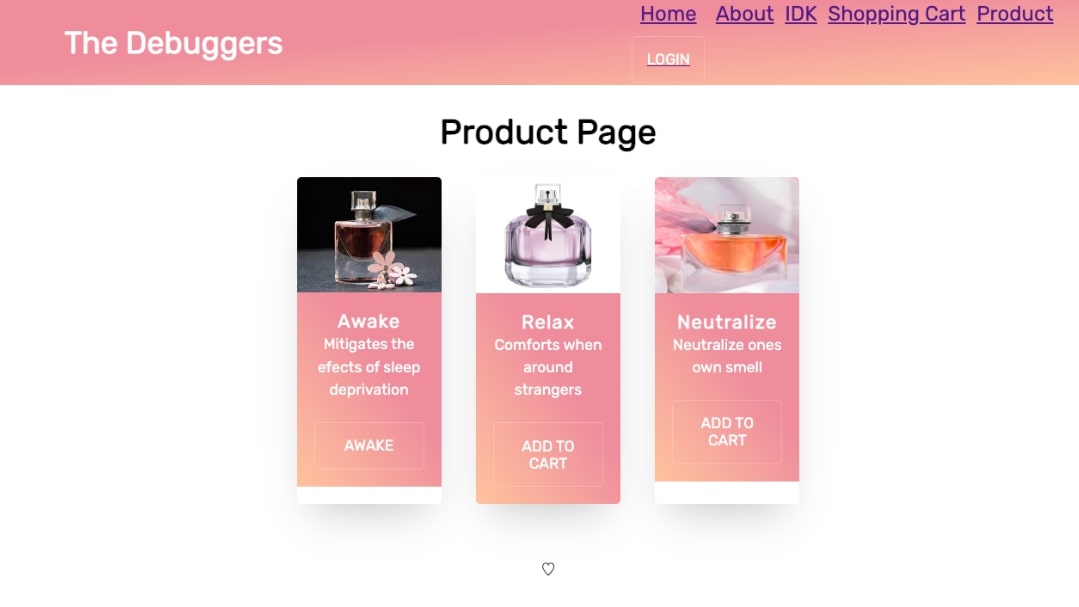 Home About IDK Shopping Cart Product
The Debuggers
LOGIN
Product Page
Awake
Mitigates the
efects of sleep
deprivation
AWAKE
Relax
Comforts when
around
strangers
ADD TO
CART
Neutralize
Neutralize ones
own smell
ADD TO
CART